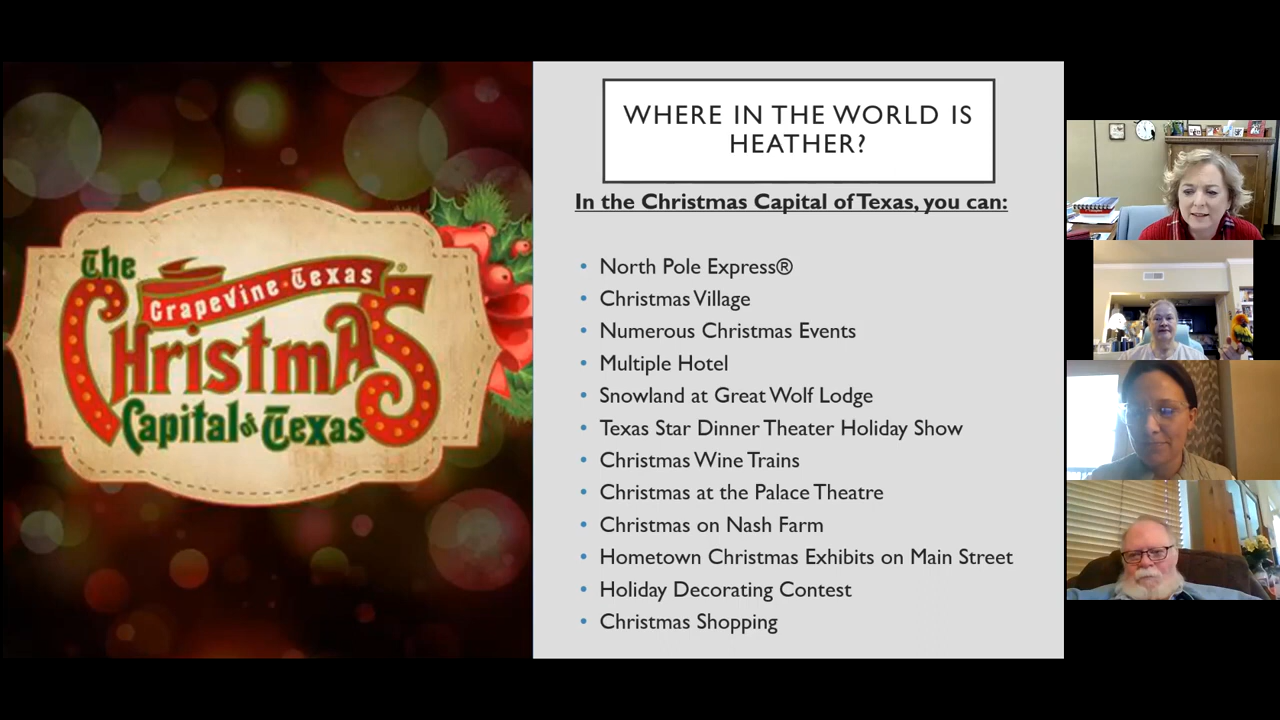 The
Grapevine·Texas®
Christmas
Capital of Texas
WHERE IN THE WORLD IS
HEATHER?
In the Christmas Capital of Texas, you can:
• North Pole Express®
• Christmas Village
• Numerous Christmas Events
• Multiple Hotel
• Snowland at Great Wolf Lodge
• Texas Star Dinner Theater Holiday Show
• Christmas Wine Trains
• Christmas at the Palace Theatre
• Christmas on Nash Farm
• Hometown Christmas Exhibits on Main Street
• Holiday Decorating Contest
• Christmas Shopping